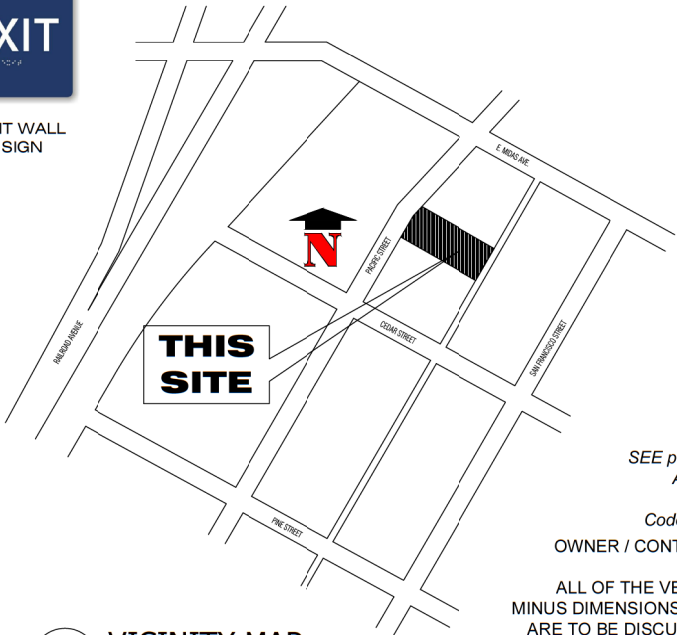 XIT
IT WALL
SIGN
E. MIDAS AVE.
N
PACIFIC STREET
CEDAR STREET
RAILROAD AVENUE
THIS
SITE
SAN FRANCISCO STREET
SEE p
A
Code
OWNER / CONT
PINE STREET
ALL OF THE VE
MINUS DIMENSIONS
ARE TO BE DISCU
VICINITY MAP